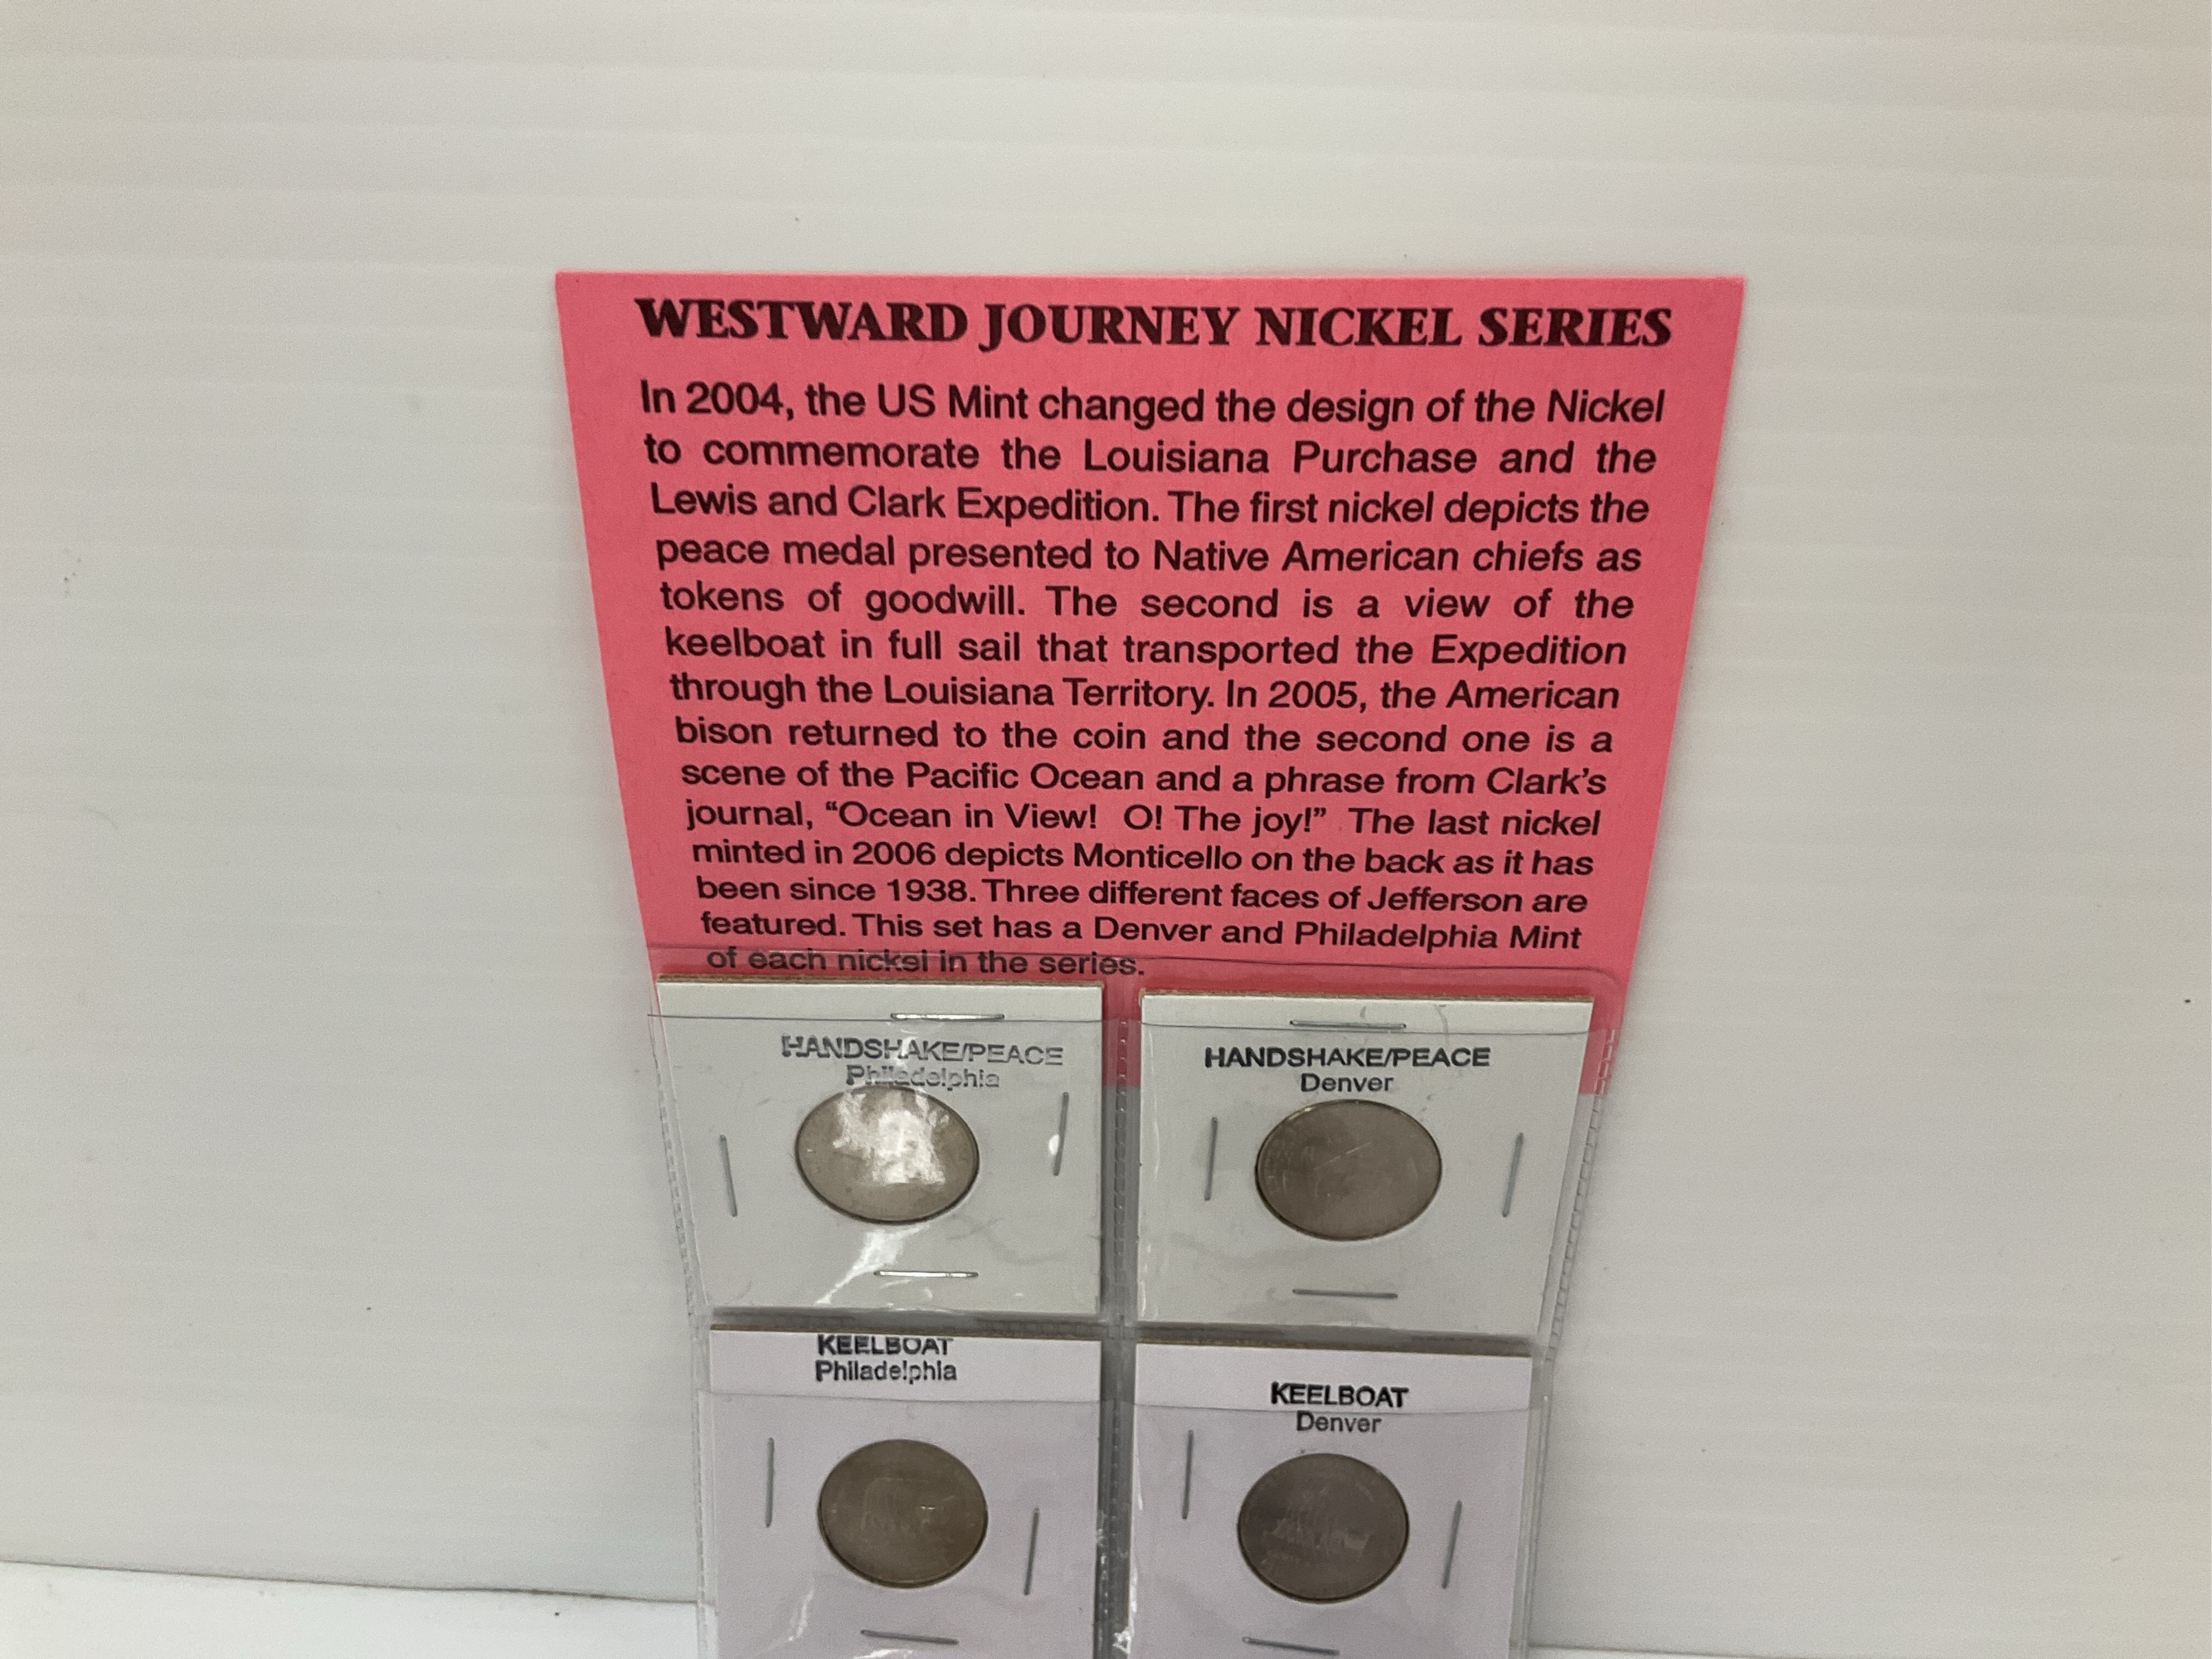 WESTWARD JOURNEY NICKEL SERIES
In 2004, the US Mint changed the design of the Nickel
to commemorate the Louisiana Purchase and the
Lewis and Clark Expedition. The first nickel depicts the
peace medal presented to Native American chiefs as
tokens of goodwill. The second is a view of the
keelboat in full sail that transported the Expedition
through the Louisiana Territory. In 2005, the American
bison returned to the coin and the second one is a
scene of the Pacific Ocean and a phrase from Clark's
journal, “Ocean in View!  O! The joy!”  The last nickel
minted in 2006 depicts Monticello on the back as it has
been since 1938. Three different faces of Jefferson are
featured. This set has a Denver and Philadelphia Mint
of each nickel in the series.
HANDSHAKE/PEACE
Philadelphia
HANDSHAKE/PEACE
Denver
KEELBOAT
Philadelphia
KEELBOAT
Denver